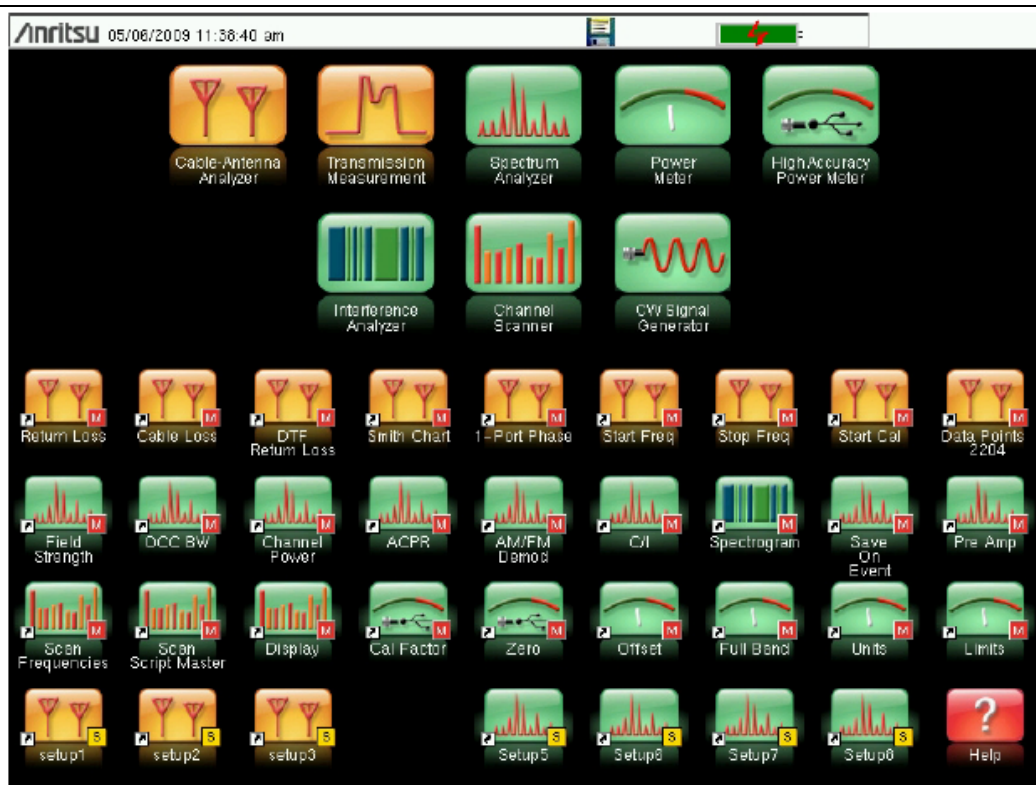 Anritsu 05/06/2009 11:38:40 am
Cable-Antenna Analyzer
Transmission Measurement
Spectrum Analyzer
Power Meter
High Accuracy Power Meter
Interference Analyzer
Channel Scanner
CW Signal Generator
M M M M M M M M M
Return Loss
Cable Loss
DTF Return Loss
Smith Chart
1-Port Phase
Start Freq
Stop Freq
Start Cal
Data Points 2204
M M M M M M M M M
Field Strength
OCC BW
Channel Power
ACPR
AM/FM Demod
C/I
Spectrogram
Save On Event
Pre Amp
M M M M M M M M M
Scan Frequencies
Scan Script Master
Display
Cal Factor
Zero
Offset
Full Band
Units
Limits
S S S S S S S ?
setup1
setup2
setup3
Setup5
Setup6
Setup7
Setup8
Help